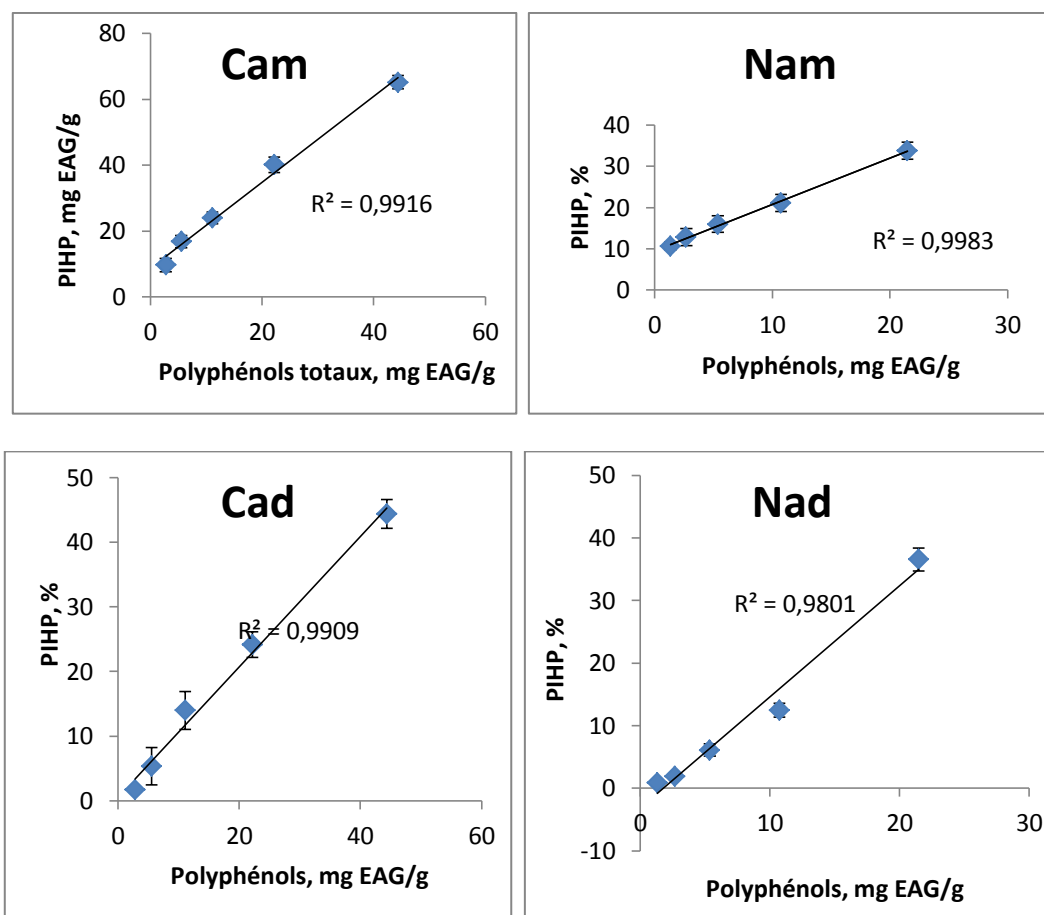 Cam
80
60
40
20
0
PIHP, mg EAG/g
R² = 0,9916
0 20 40 60
Polyphénols totaux, mg EAG/g
Nam
40
30
20
10
0
PIHP, %
R² = 0,9983
0 10 20 30
Polyphénols, mg EAG/g
Cad
50
40
30
20
10
0
PIHP, %
R² = 0,9909
0 20 40 60
Polyphénols, mg EAG/g
Nad
50
40
30
20
10
0
-10
PIHP, %
R² = 0,9801
0 10 20 30
Polyphénols, mg EAG/g